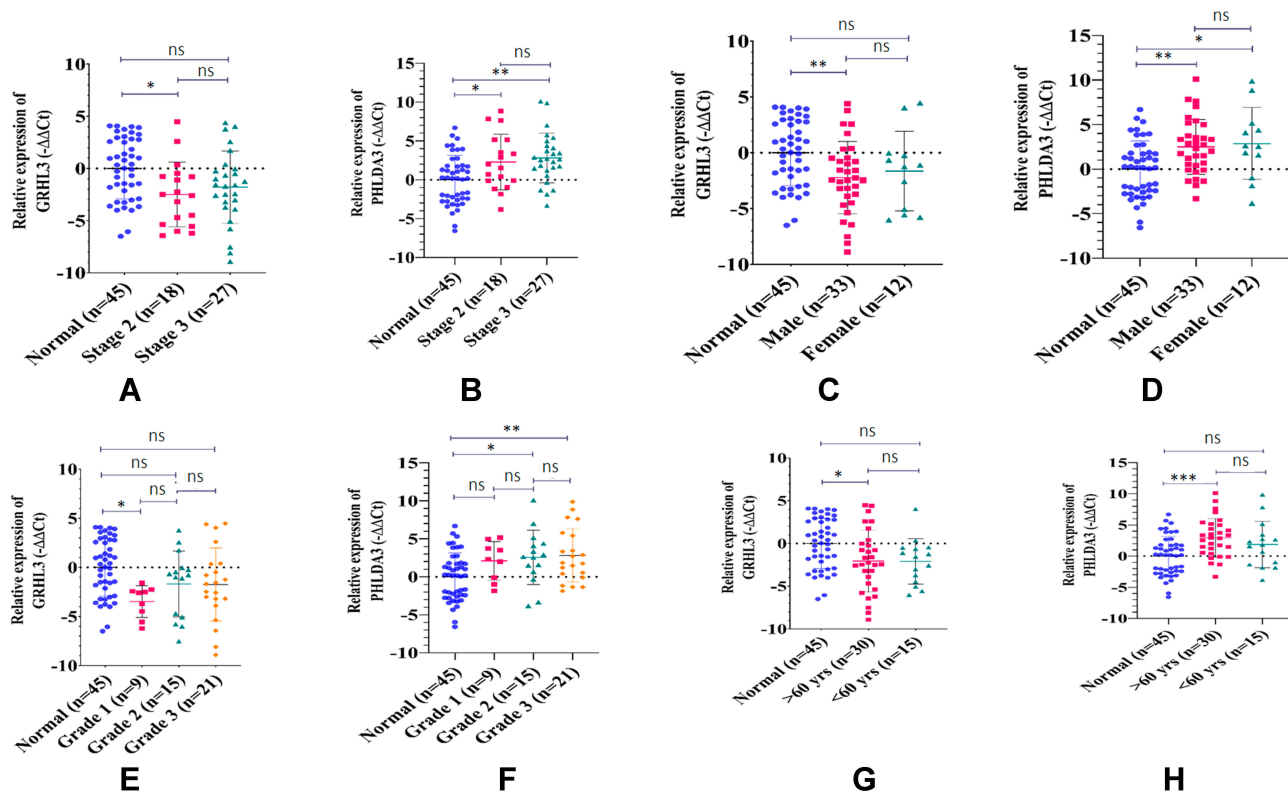 ns
ns
*
10
5
0
-5
-10
Relative expression of
GRHL3 (-ΔΔCt)
Normal (n=45)
Stage 2 (n=18)
Stage 3 (n=27)
A
ns
**
*
15
10
5
0
-5
-10
Relative expression of
PHLDA3 (-ΔΔCt)
Normal (n=45)
Stage 2 (n=18)
Stage 3 (n=27)
B
ns
ns
**
10
5
0
-5
-10
Relative expression of
GRHL3 (-ΔΔCt)
Normal (n=45)
Male (n=33)
Female (n=12)
C
ns
*
**
15
10
5
0
-5
-10
Relative expression of
PHLDA3 (-ΔΔCt)
Normal (n=45)
Male (n=33)
Female (n=12)
D
ns
ns
ns
ns
*
10
5
0
-5
-10
Relative expression of
GRHL3 (-ΔΔCt)
Normal (n=45)
Grade 1 (n=9)
Grade 2 (n=15)
Grade 3 (n=21)
E
**
*
ns
ns
ns
15
10
5
0
-5
-10
Relative expression of
PHLDA3 (-ΔΔCt)
Normal (n=45)
Grade 1 (n=9)
Grade 2 (n=15)
Grade 3 (n=21)
F
ns
ns
*
10
5
0
-5
-10
Relative expression of
GRHL3 (-ΔΔCt)
Normal (n=45)
>60 yrs (n=30)
<60 yrs (n=15)
G
ns
ns
***
15
10
5
0
-5
-10
Relative expression of
PHLDA3 (-ΔΔCt)
Normal (n=45)
>60 yrs (n=30)
<60 yrs (n=15)
H